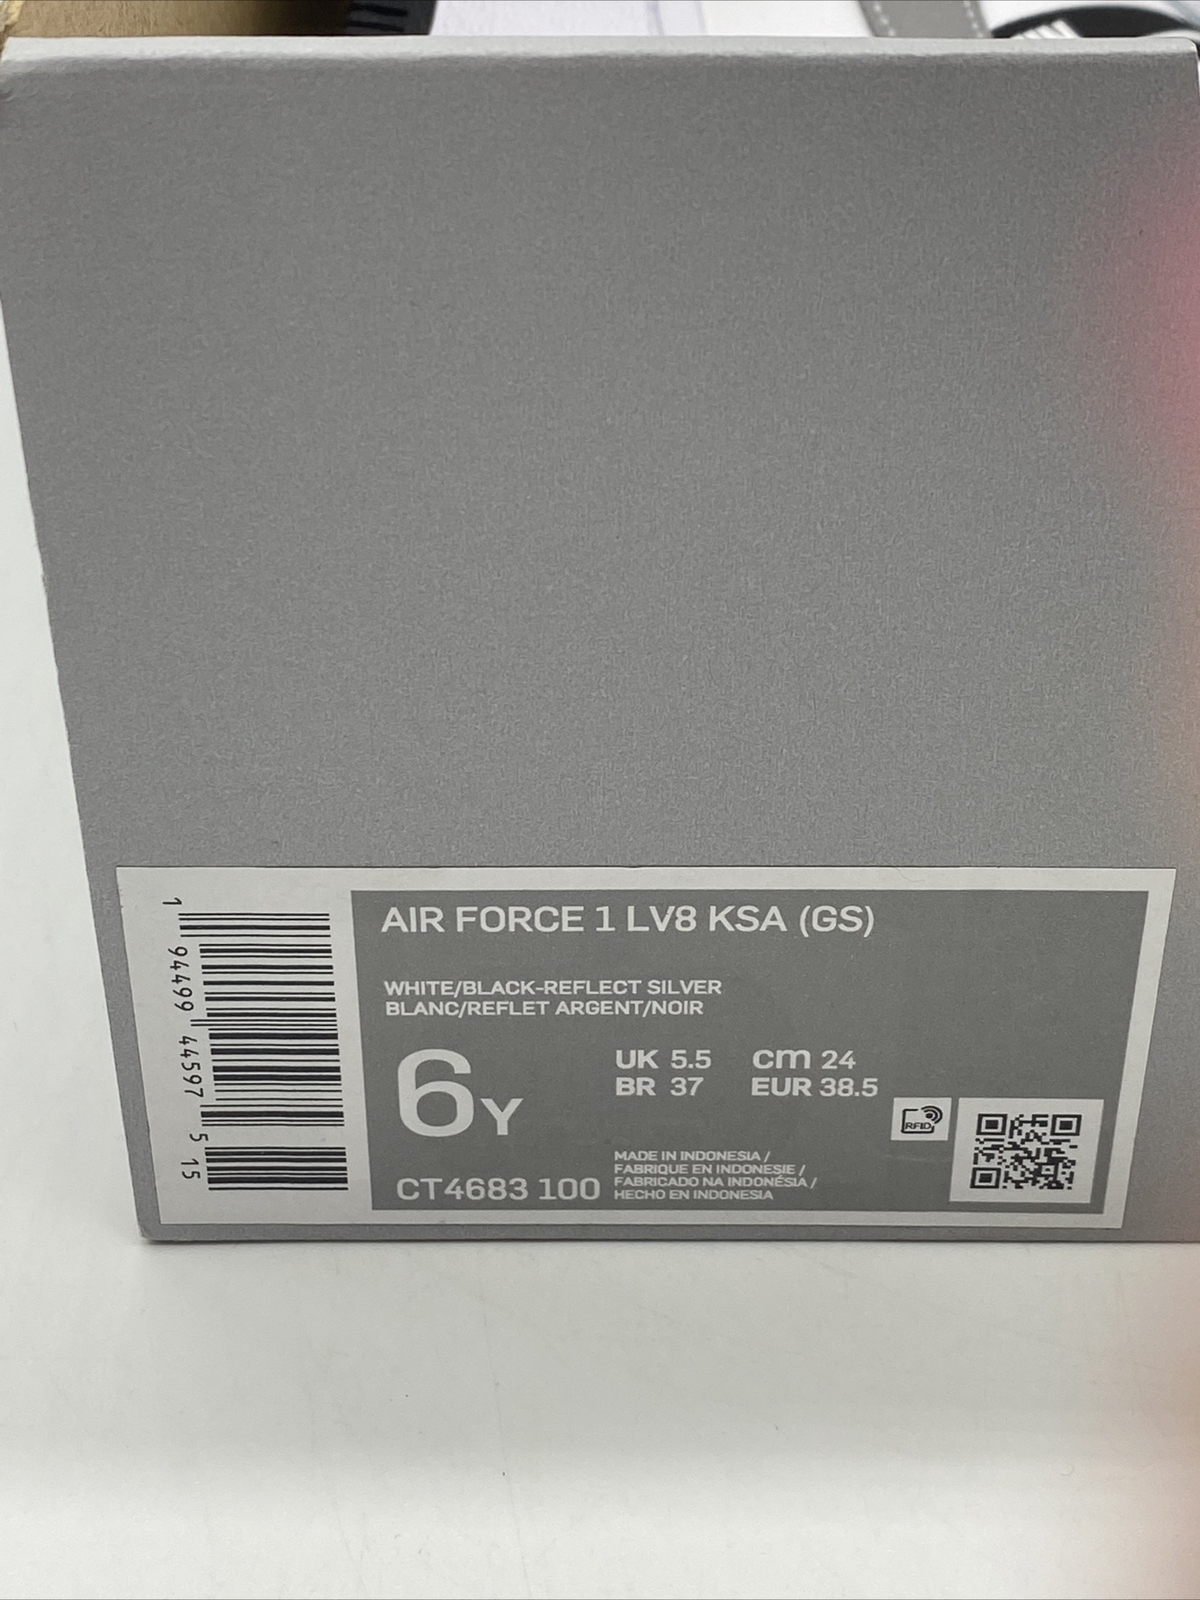 AIR FORCE 1 LV8 KSA (GS)
WHITE/BLACK-REFLECT SILVER
BLANC/REFLET ARGENT/NOIR
6Y
UK 5.5 cm 24
BR 37 EUR 38.5
CT4683 100
MADE IN INDONESIA /
FABRIQUE EN INDONESIE /
FABRICADO NA INDONÉSIA /
HECHO EN INDONESIA
RFID
1 94499 44597 5 15